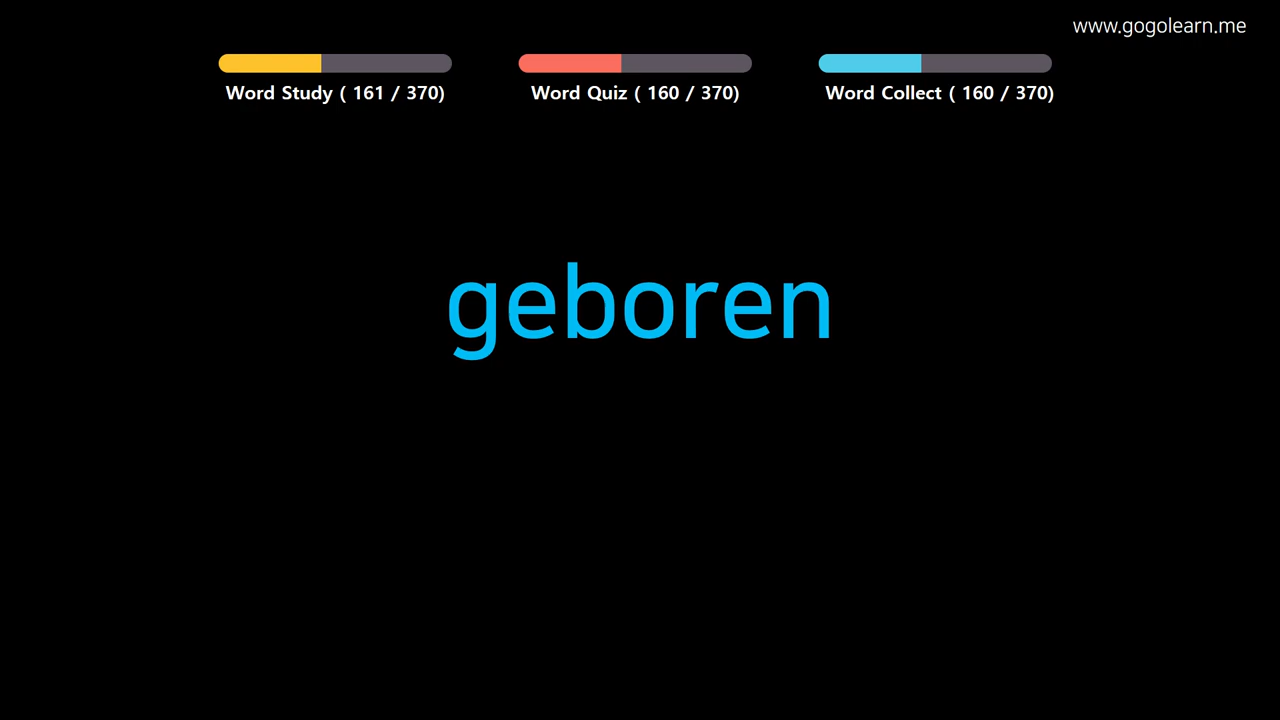 www.gogolearn.me
Word Study ( 161 / 370)
Word Quiz ( 160 / 370)
Word Collect ( 160 / 370)
geboren